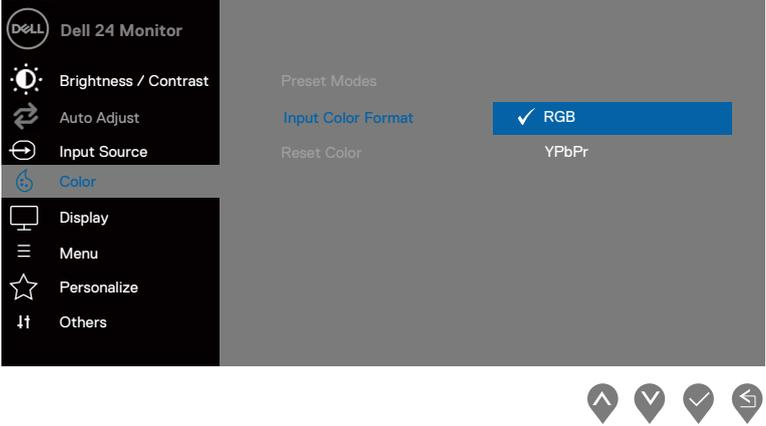 DELL Dell 24 Monitor
Brightness / Contrast
Auto Adjust
Input Source
Color
Display
Menu
Personalize
Others
Preset Modes
Input Color Format
Reset Color
RGB
YPbPr